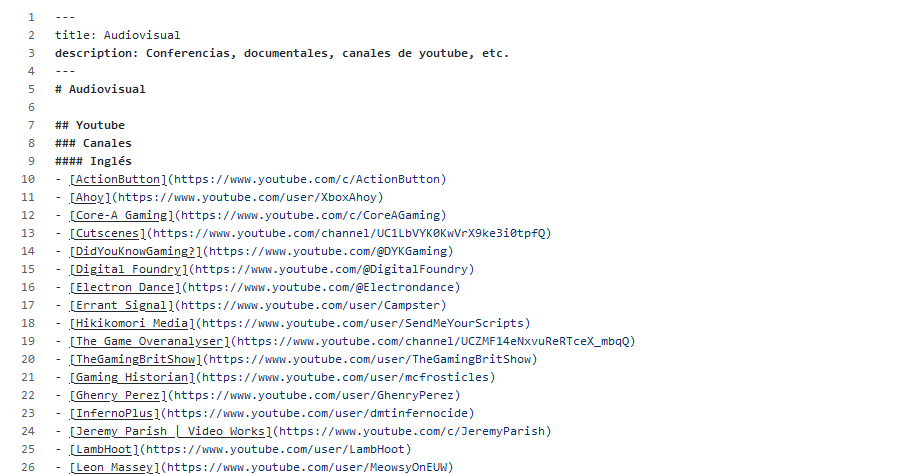 1 ---
2 title: Audiovisual
3 description: Conferencias, documentales, canales de youtube, etc.
4 ---
5 # Audiovisual
6
7 ## Youtube
8 ### Canales
9 #### Inglés
10 - [ActionButton](https://www.youtube.com/c/ActionButton)
11 - [Ahoy](https://www.youtube.com/user/XboxAhoy)
12 - [Core-A Gaming](https://www.youtube.com/c/CoreAGaming)
13 - [Cutscenes](https://www.youtube.com/channel/UC1LbVYK0KwVrX9ke3i0tpfQ)
14 - [DidYouKnowGaming?](https://www.youtube.com/@DYKGaming)
15 - [Digital Foundry](https://www.youtube.com/@DigitalFoundry)
16 - [Electron Dance](https://www.youtube.com/@Electrondance)
17 - [Errant Signal](https://www.youtube.com/user/Campster)
18 - [Hikikomori Media](https://www.youtube.com/user/SendMeYourScripts)
19 - [The Game Overanalyser](https://www.youtube.com/channel/UCZMF14eNxvuReRTceX_mbqQ)
20 - [TheGamingBritShow](https://www.youtube.com/user/TheGamingBritShow)
21 - [Gaming Historian](https://www.youtube.com/user/mcfrosticles)
22 - [Ghenry Perez](https://www.youtube.com/user/GhenryPerez)
23 - [InfernoPlus](https://www.youtube.com/user/dmtinfernocide)
24 - [Jeremy Parish | Video Works](https://www.youtube.com/c/JeremyParish)
25 - [LambHoot](https://www.youtube.com/user/LambHoot)
26 - [Leon Massey](https://www.youtube.com/user/MeowsyOnEUW)